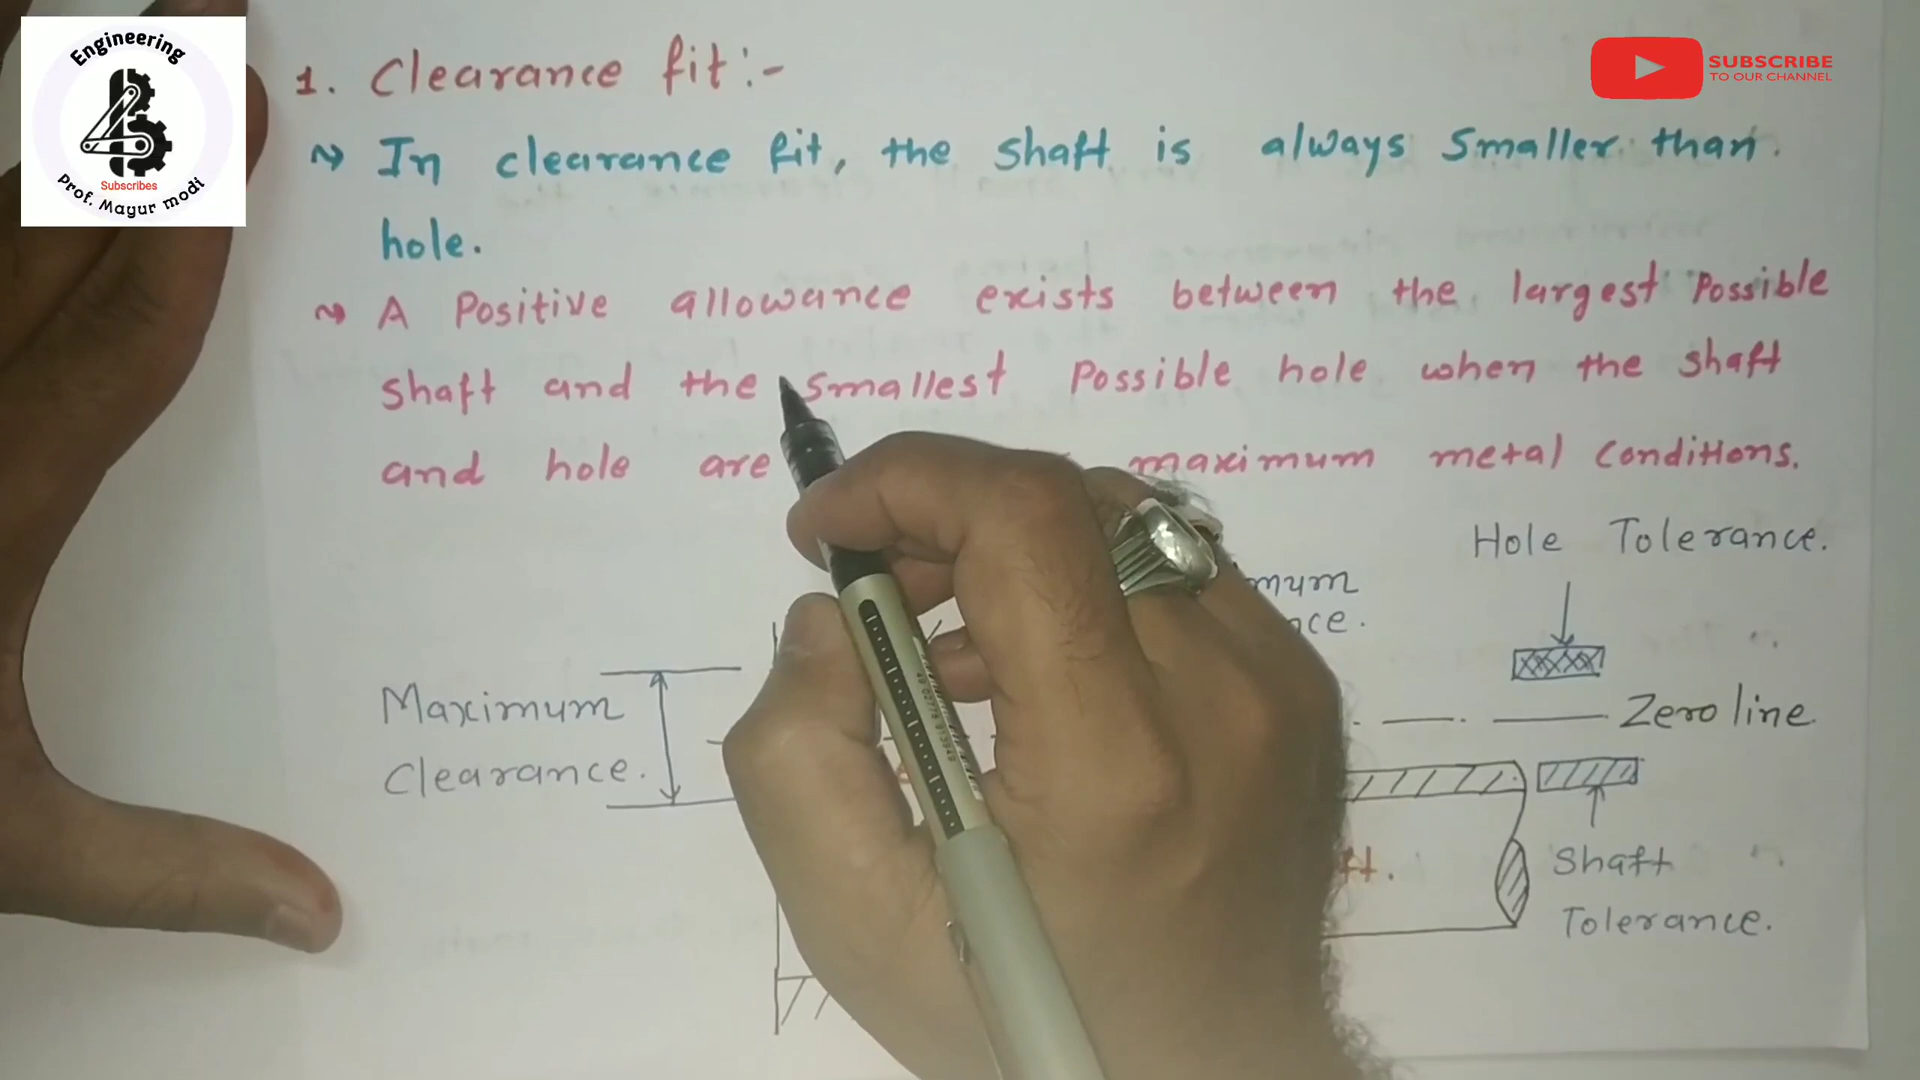 Engineering
Subscribes
Prof. Mayur modi
SUBSCRIBE
TO OUR CHANNEL
1. Clearance fit:-
In clearance fit, the shaft is always smaller than
hole.
A Positive allowance exists between the largest Possible
shaft and the smallest Possible hole when the shaft
and hole are maximum metal conditions.
Hole Tolerance.
Maximum
Clearance.
Zero line
Shaft
Tolerance.